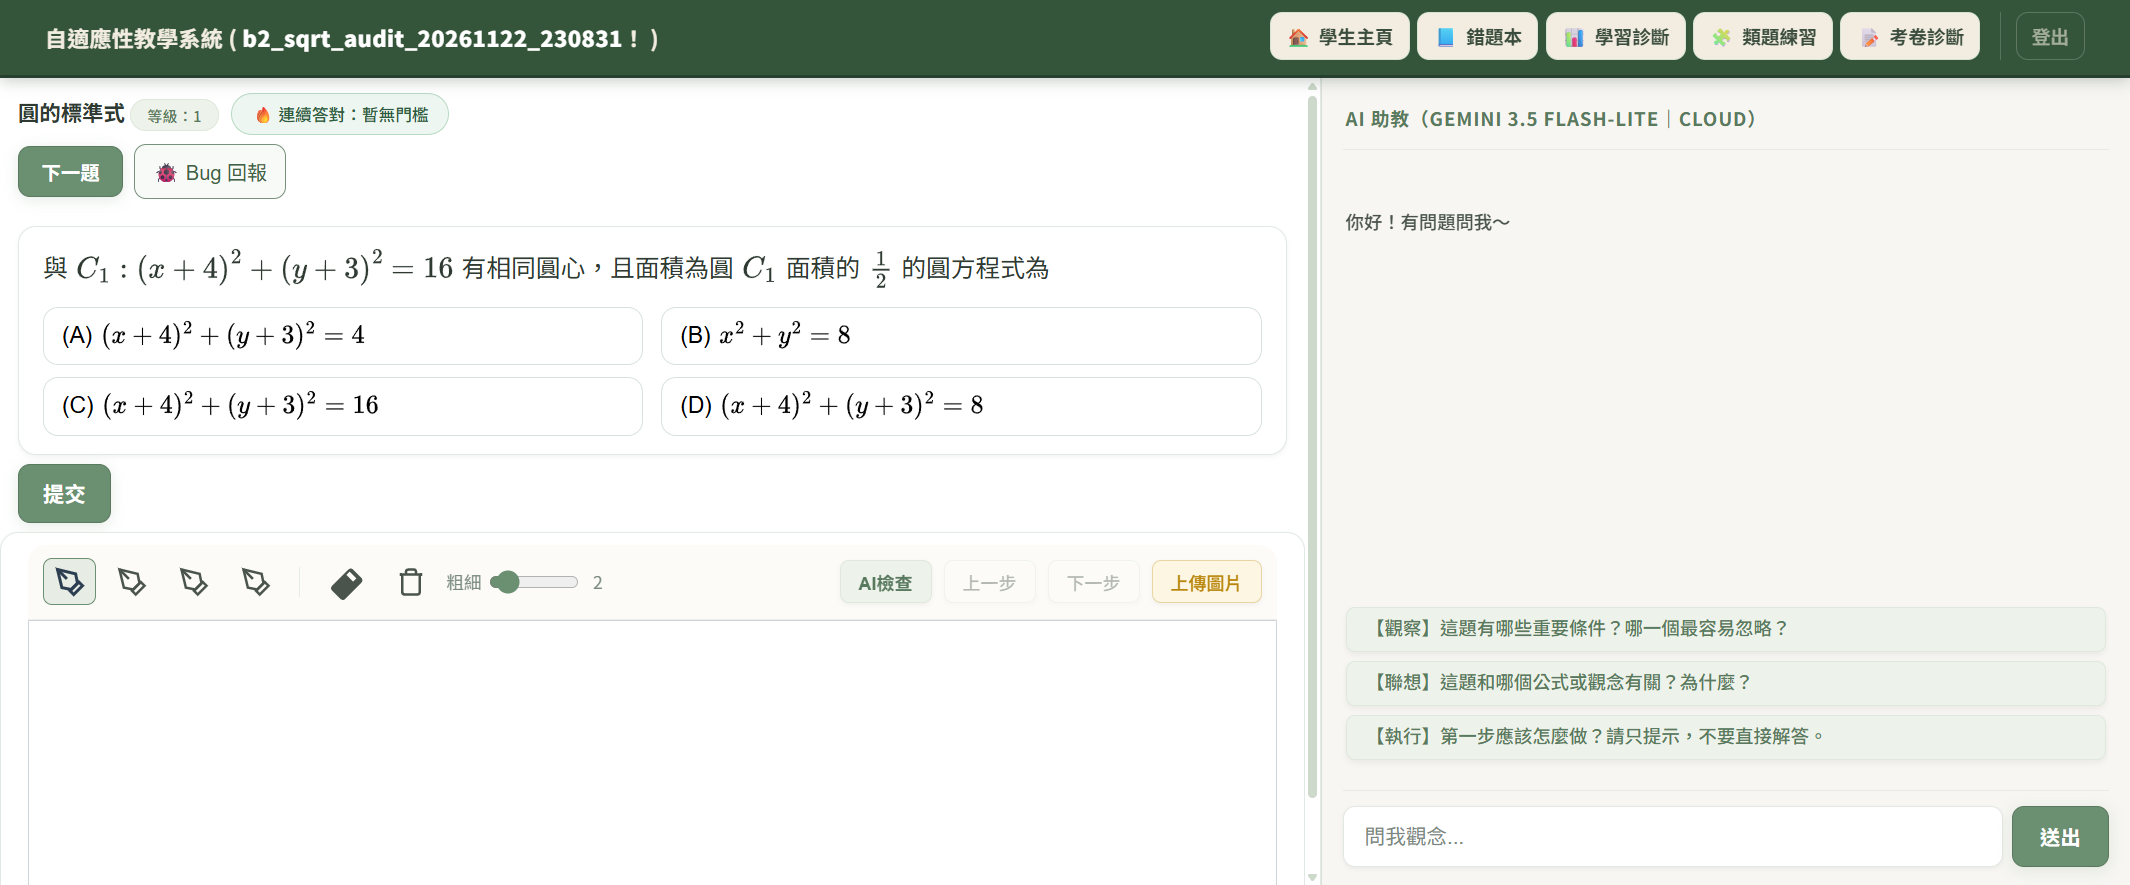 自適應性教學系統 ( b2_sqrt_audit_20261122_230831！ )
學生主頁
錯題本
學習診斷
類題練習
考卷診斷
登出
圓的標準式
等級：1
連續答對：暫無門檻
下一題
Bug 回報
與 C₁ : (x + 4)² + (y + 3)² = 16 有相同圓心，且面積為圓 C₁ 面積的 1/2 的圓方程式為
(A) (x + 4)² + (y + 3)² = 4
(B) x² + y² = 8
(C) (x + 4)² + (y + 3)² = 16
(D) (x + 4)² + (y + 3)² = 8
提交
粗細
2
AI檢查
上一步
下一步
上傳圖片
AI 助教（GEMINI 3.5 FLASH-LITE｜CLOUD）
你好！有問題問我～
【觀察】這題有哪些重要條件？哪一個最容易忽略？
【聯想】這題和哪個公式或觀念有關？為什麼？
【執行】第一步應該怎麼做？請只提示，不要直接解答。
問我觀念...
送出